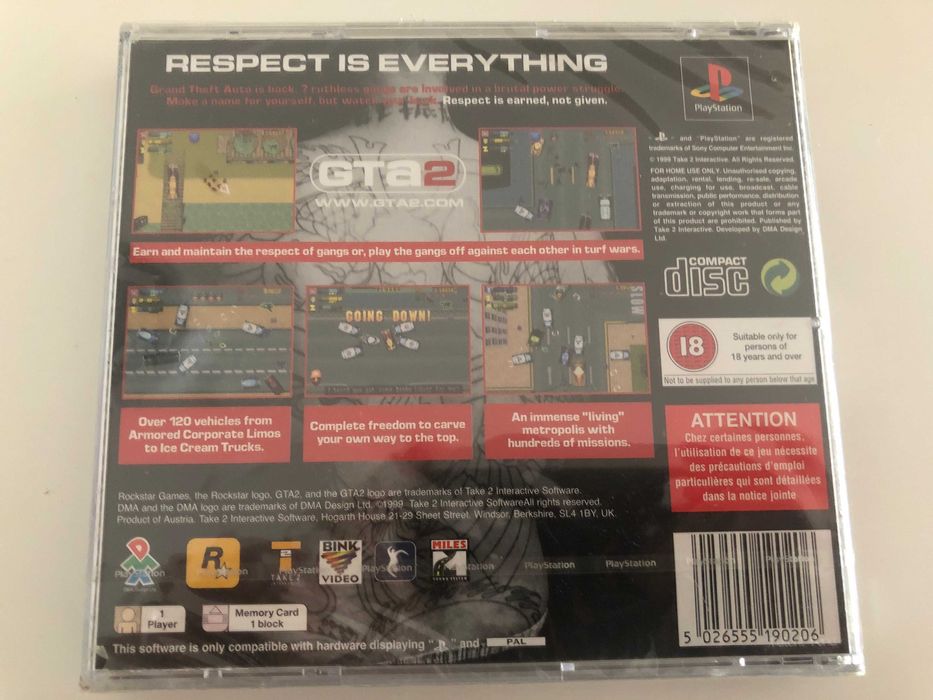 RESPECT IS EVERYTHING
Grand Theft Auto is back. 7 ruthless gangs are involved in a brutal power struggle.
Make a name for yourself, but watch your back. Respect is earned, not given.
PlayStation
GTA2
WWW.GTA2.COM
"PS" and "PlayStation" are registered
trademarks of Sony Computer Entertainment Inc.
© 1999 Take 2 Interactive. All Rights Reserved.
FOR HOME USE ONLY. Unauthorised copying,
adaptation, rental, lending, re-sale, arcade
use, charging for use, broadcast, cable
transmission, public performance, distribution
or extraction of this product or any
trademark or copyright work that forms part
of this product are prohibited. Published by
Take 2 Interactive. Developed by DMA Design
Ltd.
Earn and maintain the respect of gangs or, play the gangs off against each other in turf wars.
COMPACT
disc
GOING DOWN!
SLOW
18
Suitable only for
persons of
18 years and over
Not to be supplied to any person below that age
Over 120 vehicles from
Armored Corporate Limos
to Ice Cream Trucks.
Complete freedom to carve
your own way to the top.
An immense "living"
metropolis with
hundreds of missions.
ATTENTION
Chez certaines personnes,
l'utilisation de ce jeu nécessite
des précautions d'emploi
particulières qui sont détaillées
dans la notice jointe
Rockstar Games, the Rockstar logo, GTA2, and the GTA2 logo are trademarks of Take 2 Interactive Software.
DMA and the DMA logo are trademarks of DMA Design Ltd. ©1999 Take 2 Interactive SoftwareAll rights reserved.
Product of Austria. Take 2 Interactive Software, Hogarth House 21-29 Sheet Street, Windsor, Berkshire, SL4 1BY, UK.
DMA
R
T2
TAKE 2
BINK
VIDEO
MILES
SOUND SYSTEM
PlayStation
PlayStation
1
Player
Memory Card
1 block
This software is only compatible with hardware displaying " " and
PAL
5 026555 190206